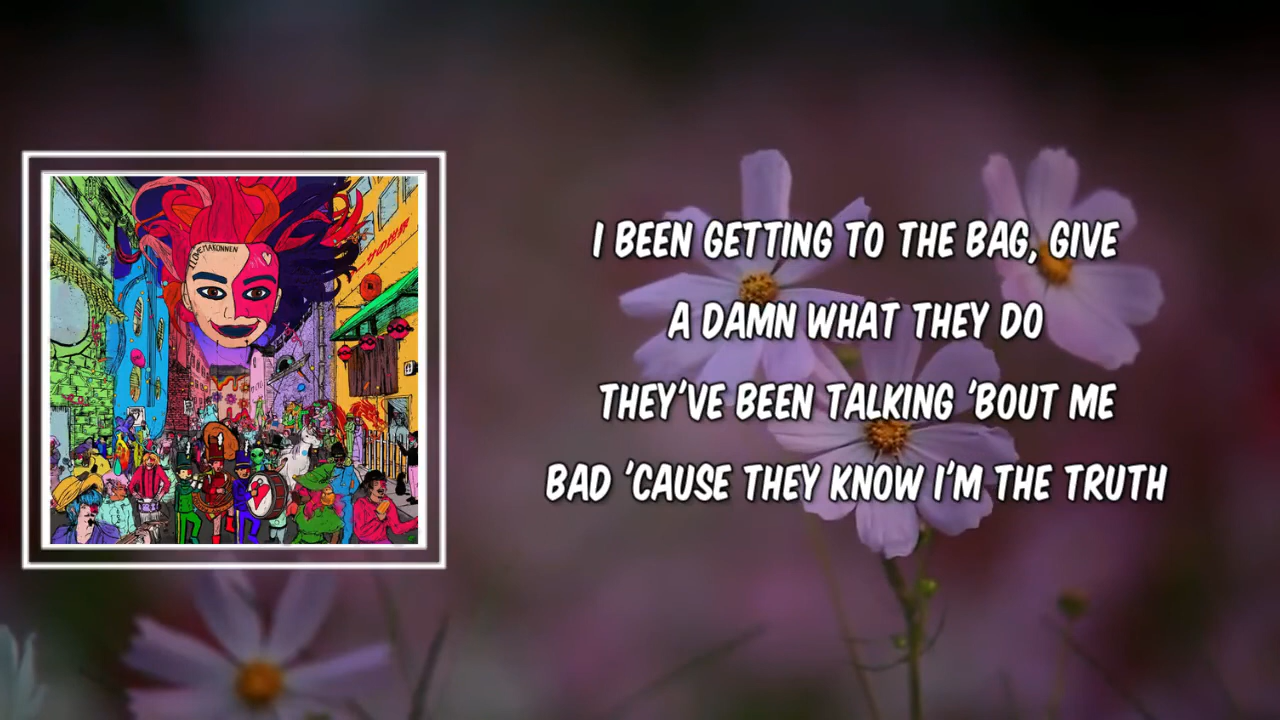 I BEEN GETTING TO THE BAG, GIVE
A DAMN WHAT THEY DO
THEY'VE BEEN TALKING 'BOUT ME
BAD 'CAUSE THEY KNOW I'M THE TRUTH